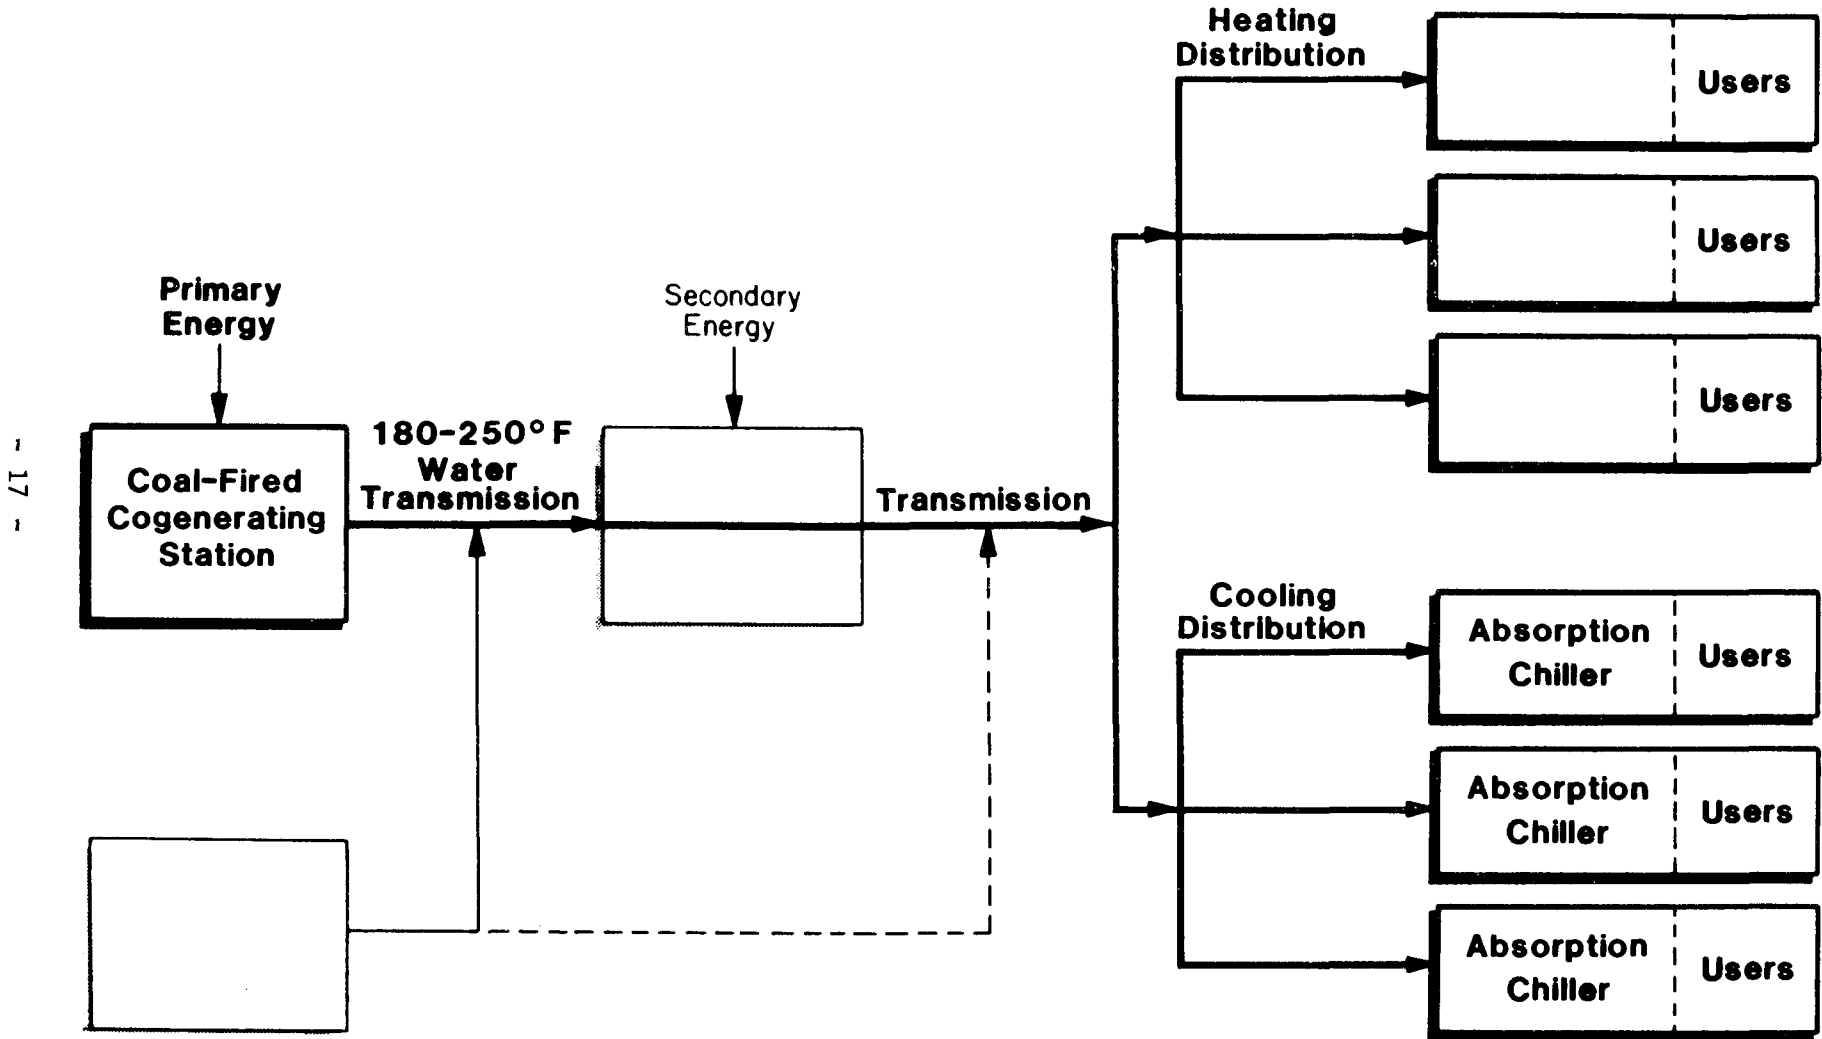 Heating
Distribution
Users
Users
Users
Primary
Energy
Secondary
Energy
Coal-Fired
Cogenerating
Station
180-250° F
Water
Transmission
Transmission
Cooling
Distribution
Absorption
Chiller
Users
Absorption
Chiller
Users
Absorption
Chiller
Users
- 17 -